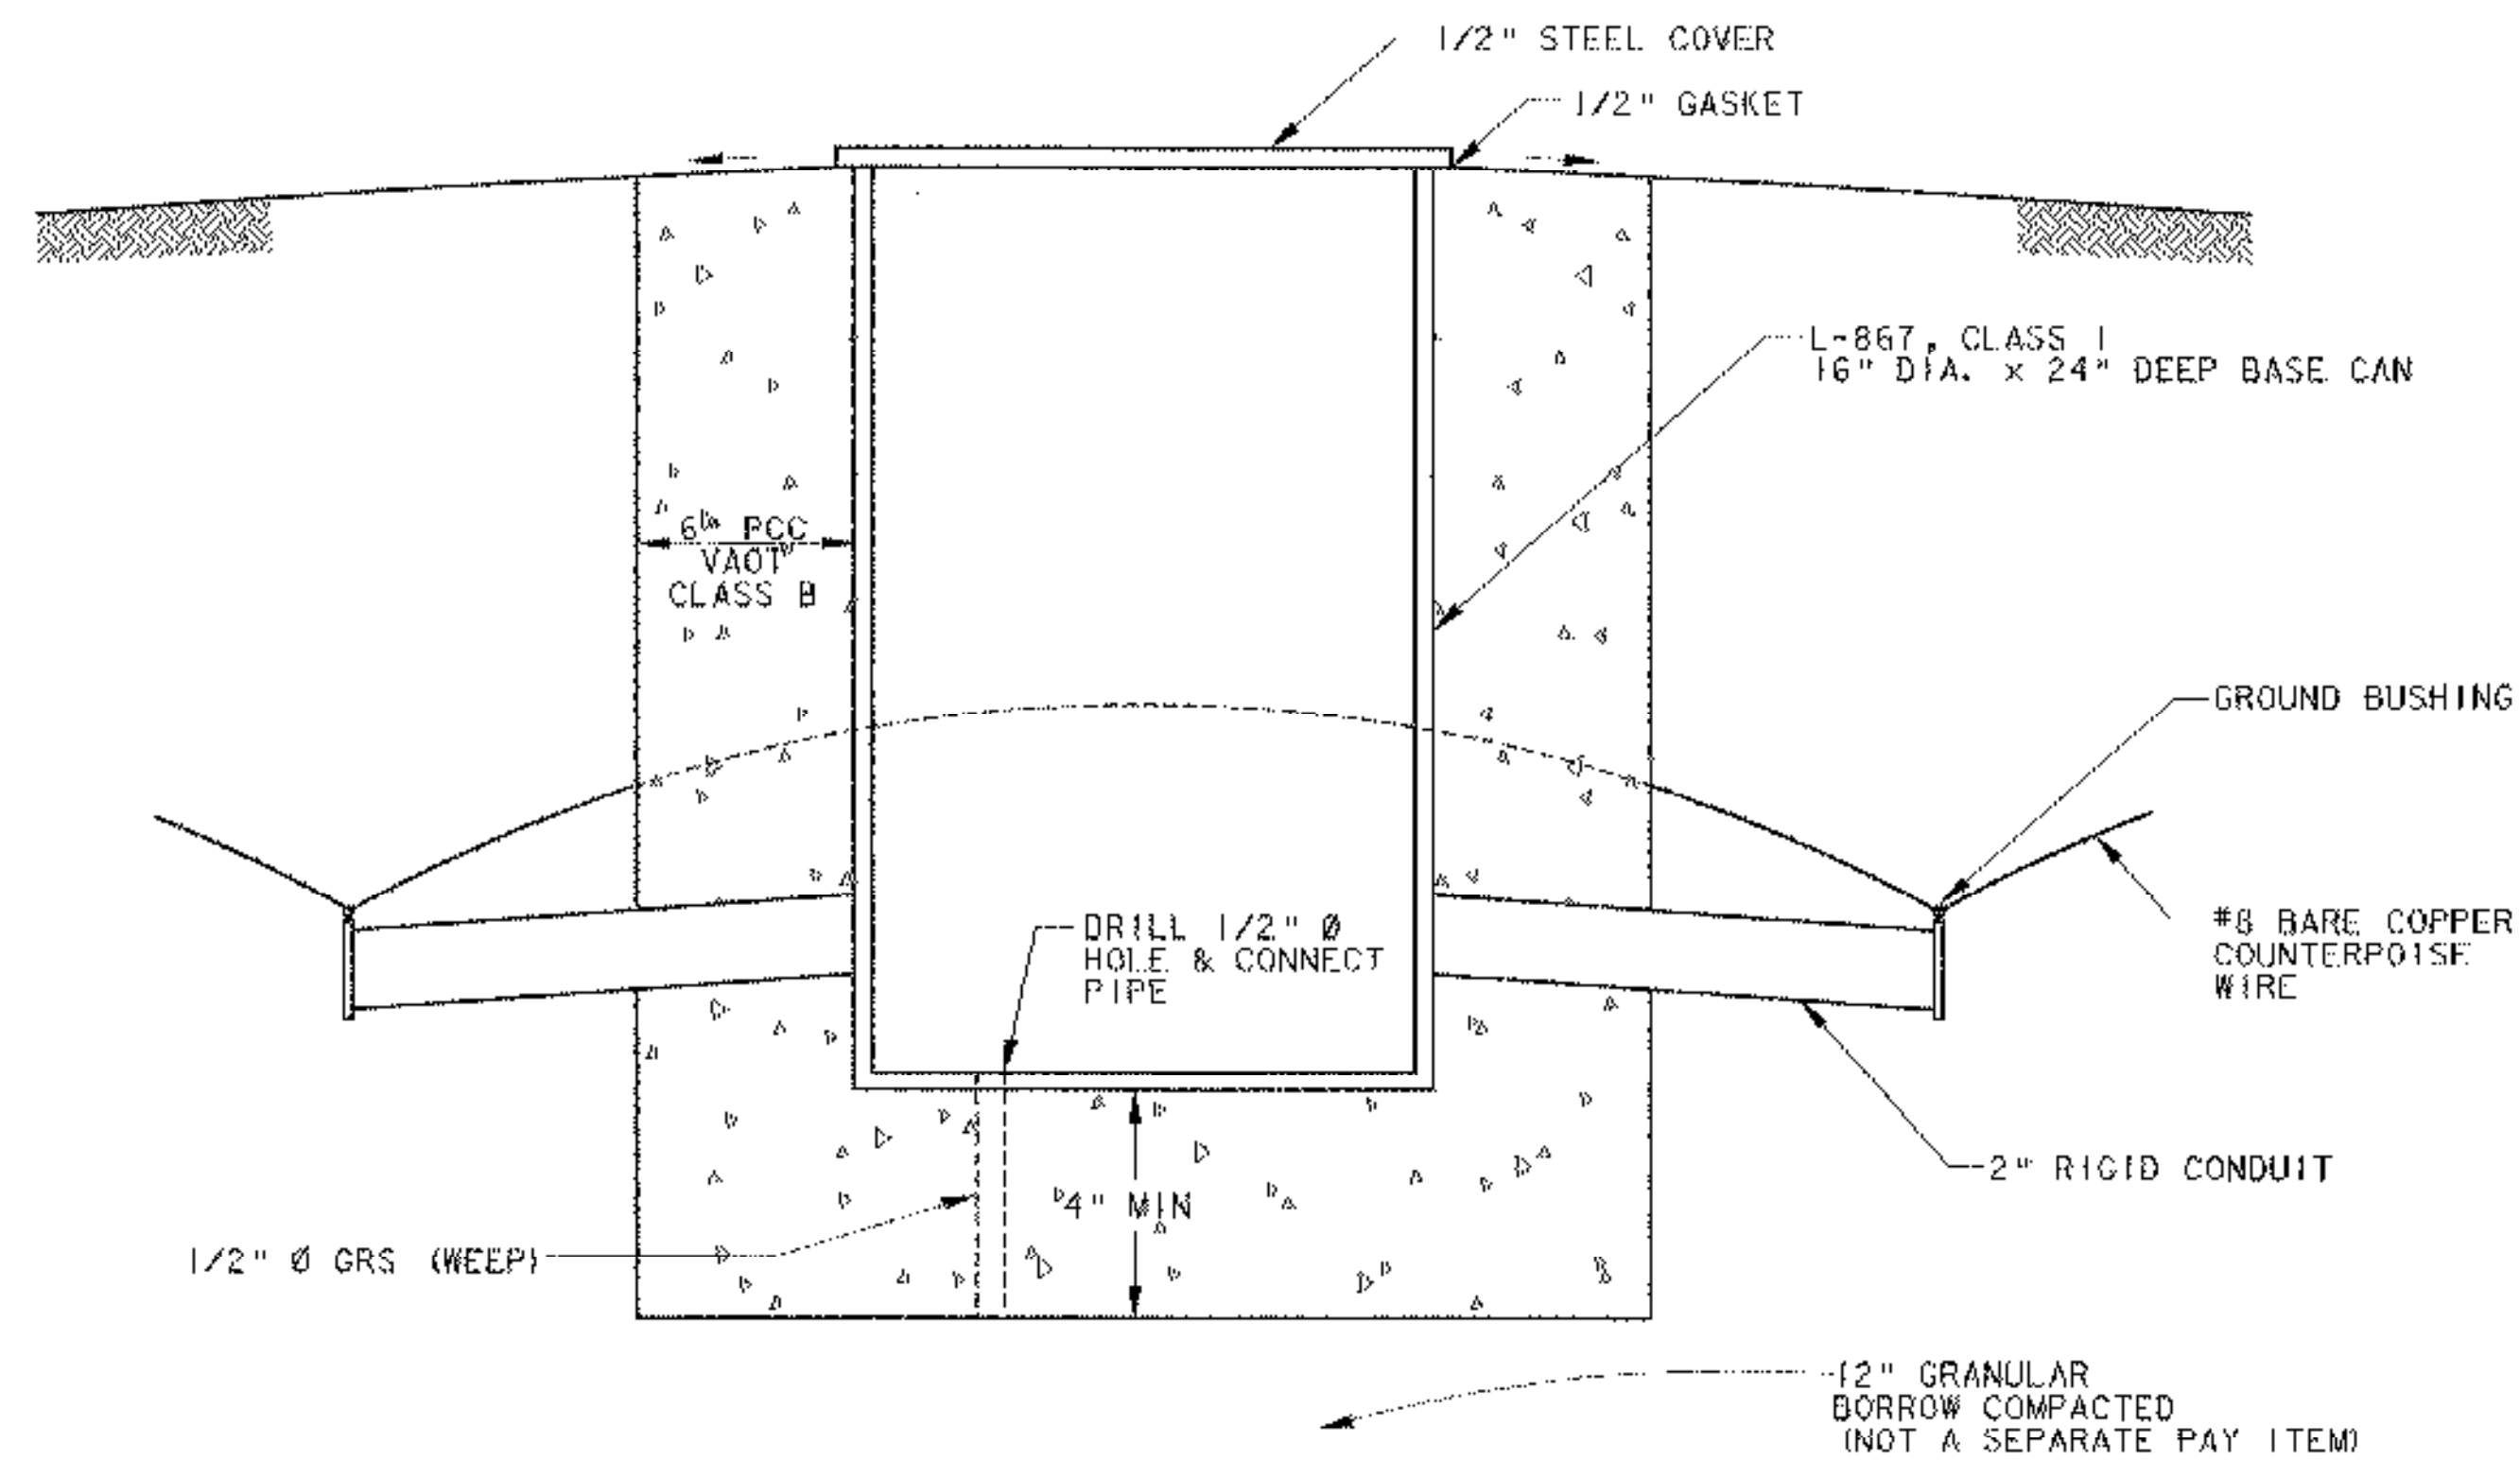 1/2" STEEL COVER
1/2" GASKET
L-867, CLASS 1
16" DIA. x 24" DEEP BASE CAN
6" PCC
VAOT
CLASS B
GROUND BUSHING
DRILL 1/2" Ø
HOLE & CONNECT
PIPE
#8 BARE COPPER
COUNTERPOISE
WIRE
2" RIGID CONDUIT
4" MIN
1/2" Ø GRS (WEEP)
12" GRANULAR
BORROW COMPACTED
(NOT A SEPARATE PAY ITEM)